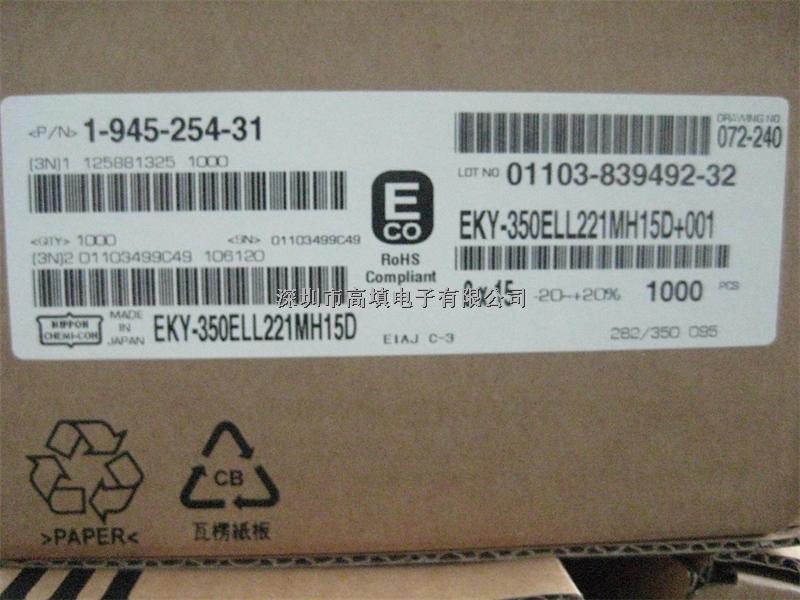 <P/N> 1-945-254-31
[3N]1 125881325 1000
<QTY> 1000 <SN> 01103499C49
[3N]2 01103499C49 106120
NIPPON
CHEMI-CON
MADE
IN
JAPAN
EKY-350ELL221MH15D
E
CO
RoHS
Compliant
EIAJ C-3
DRAWING NO
072-240
LOT NO 01103-839492-32
EKY-350ELL221MH15D+001
-20~+20% 1000 PCS
282/350 095
深圳市高填电子有限公司
>PAPER<
CB
瓦楞紙板